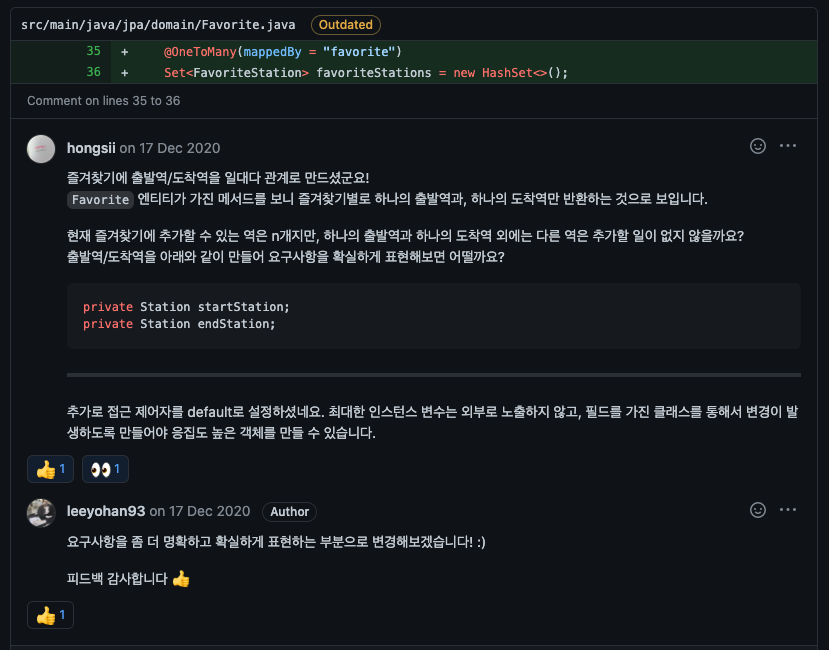 src/main/java/jpa/domain/Favorite.java Outdated
35 + @OneToMany(mappedBy = "favorite")
36 + Set<FavoriteStation> favoriteStations = new HashSet<>();
Comment on lines 35 to 36
hongsii on 17 Dec 2020
즐겨찾기에 출발역/도착역을 일대다 관계로 만드셨군요!
Favorite 엔티티가 가진 메서드를 보니 즐겨찾기별로 하나의 출발역과, 하나의 도착역만 반환하는 것으로 보입니다.
현재 즐겨찾기에 추가할 수 있는 역은 n개지만, 하나의 출발역과 하나의 도착역 외에는 다른 역은 추가할 일이 없지 않을까요?
출발역/도착역을 아래와 같이 만들어 요구사항을 확실하게 표현해보면 어떨까요?
private Station startStation;
private Station endStation;
추가로 접근 제어자를 default로 설정하셨네요. 최대한 인스턴스 변수는 외부로 노출하지 않고, 필드를 가진 클래스를 통해서 변경이 발
생하도록 만들어야 응집도 높은 객체를 만들 수 있습니다.
👍 1 👀 1
leeyohan93 on 17 Dec 2020 Author
요구사항을 좀 더 명확하고 확실하게 표현하는 부분으로 변경해보겠습니다! :)
피드백 감사합니다 👍
👍 1